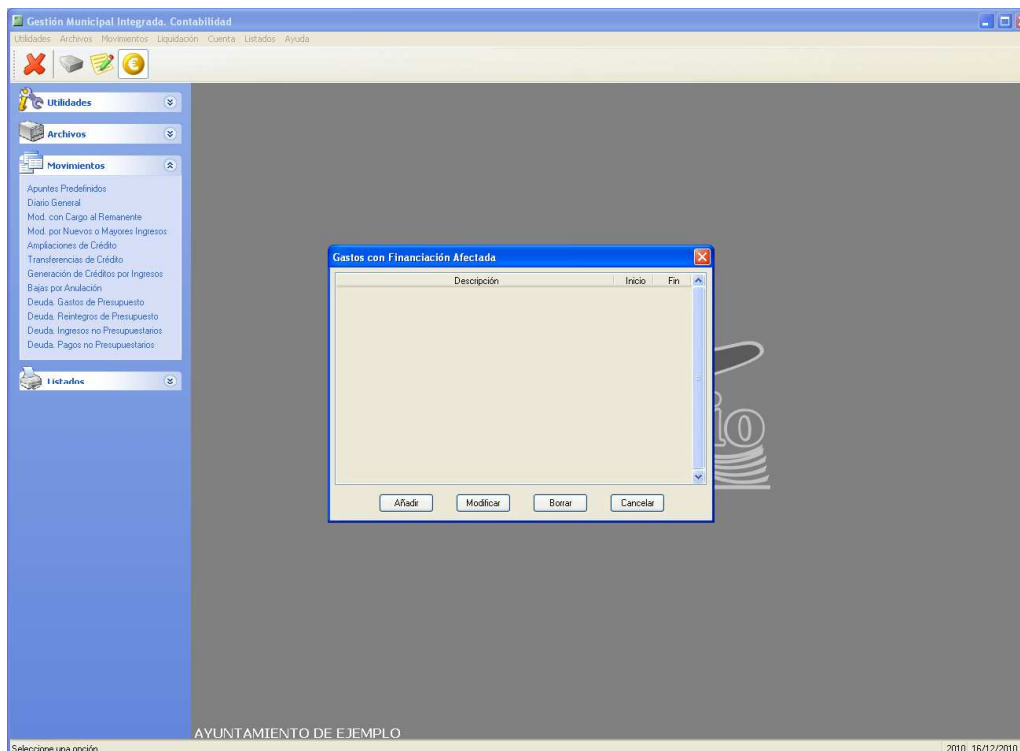 Gestión Municipal Integrada. Contabilidad
Utilidades Archivos Movimientos Liquidación Cuenta Listados Ayuda
Utilidades
Archivos
Movimientos
Apuntes Predefinidos
Diario General
Mod. con Cargo al Remanente
Mod. por Nuevos o Mayores Ingresos
Ampliaciones de Crédito
Transferencias de Crédito
Generación de Créditos por Ingresos
Bajas por Anulación
Deuda. Gastos de Presupuesto
Deuda. Reintegros de Presupuesto
Deuda. Ingresos no Presupuestarios
Deuda. Pagos no Presupuestarios
Listados
Gastos con Financiación Afectada
Descripción Inicio Fin
Añadir Modificar Borrar Cancelar
AYUNTAMIENTO DE EJEMPLO
Seleccione una opción 2010 16/12/2010